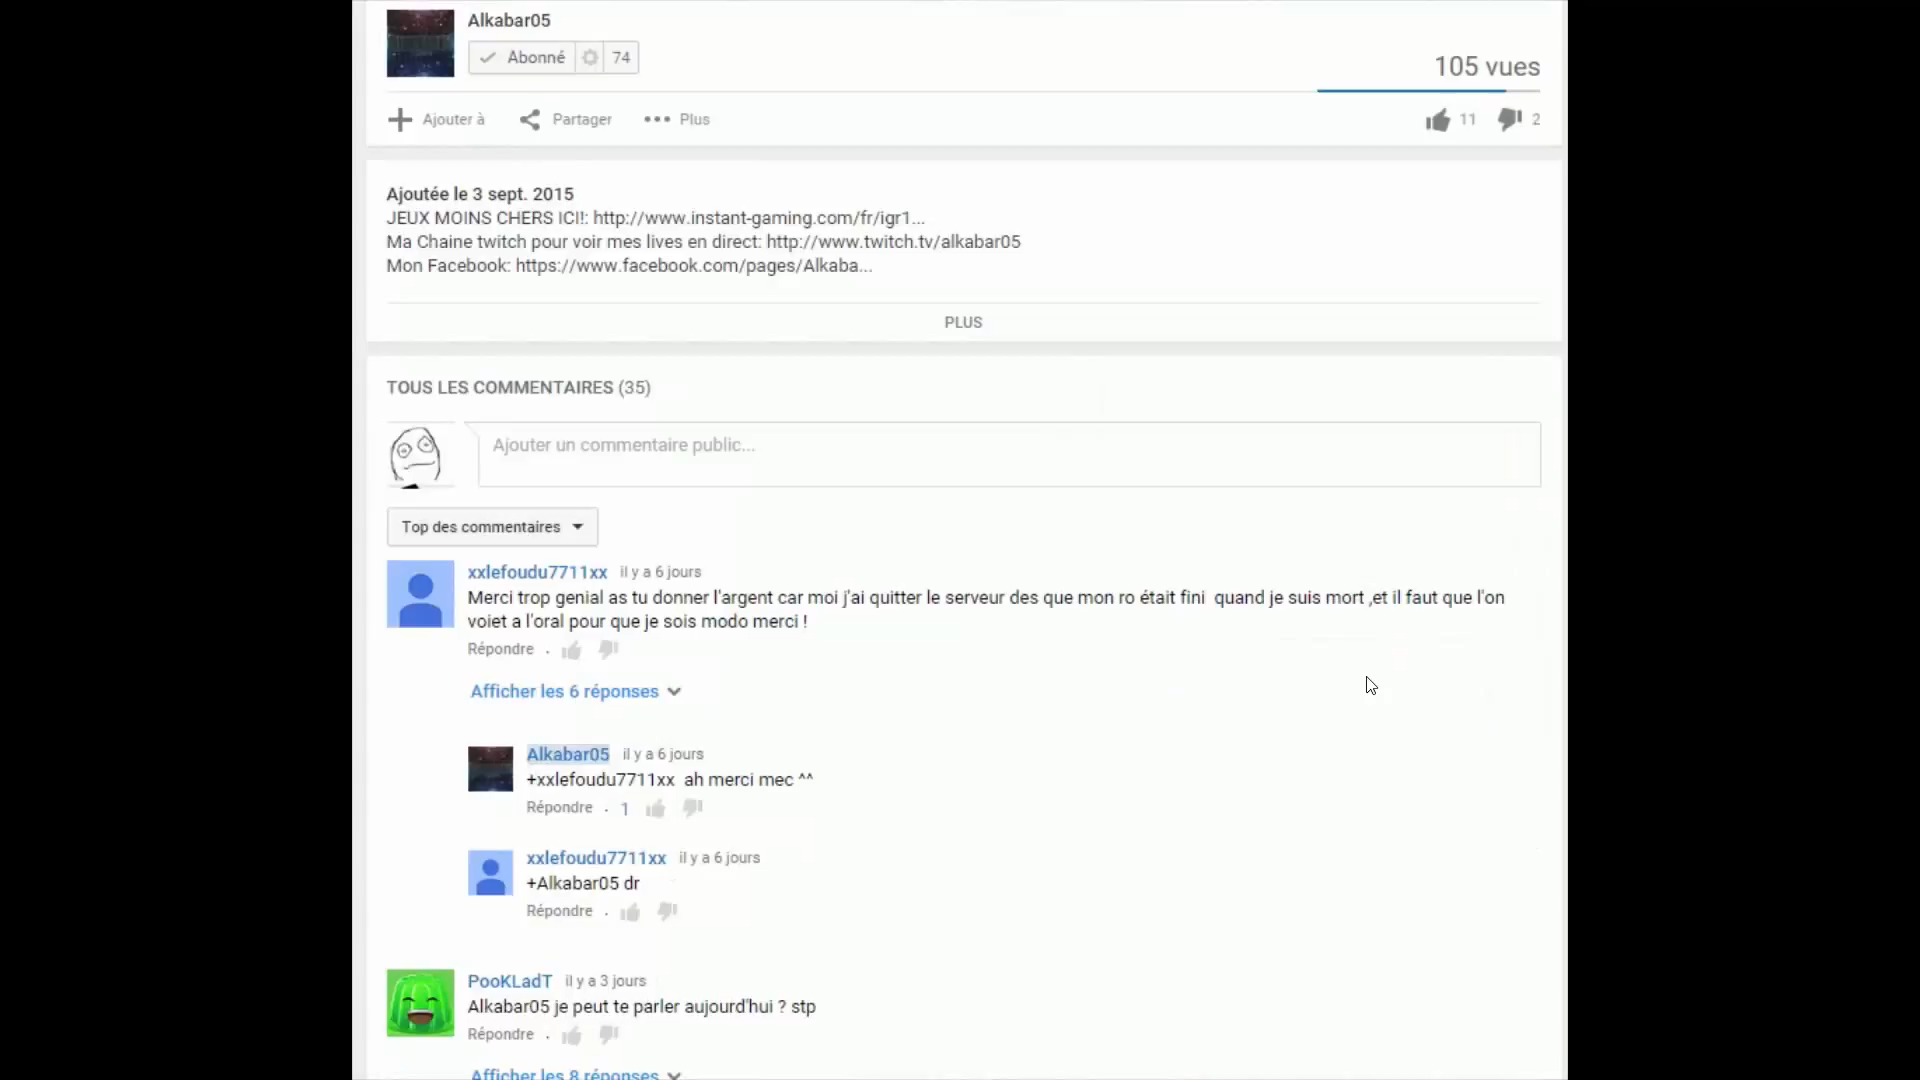 Alkabar05
Abonné 74
105 vues
Ajouter à Partager Plus 11 2
Ajoutée le 3 sept. 2015
JEUX MOINS CHERS ICI!: http://www.instant-gaming.com/fr/igr1...
Ma Chaine twitch pour voir mes lives en direct: http://www.twitch.tv/alkabar05
Mon Facebook: https://www.facebook.com/pages/Alkaba...
PLUS
TOUS LES COMMENTAIRES (35)
Ajouter un commentaire public...
Top des commentaires
xxlefoudu7711xx il y a 6 jours
Merci trop genial as tu donner l'argent car moi j'ai quitter le serveur des que mon ro était fini quand je suis mort ,et il faut que l'on
voiet a l'oral pour que je sois modo merci !
Répondre .
Afficher les 6 réponses
Alkabar05 il y a 6 jours
+xxlefoudu7711xx ah merci mec ^^
Répondre . 1
xxlefoudu7711xx il y a 6 jours
+Alkabar05 dr
Répondre .
PooKLadT il y a 3 jours
Alkabar05 je peut te parler aujourd'hui ? stp
Répondre .
Afficher les 8 réponses